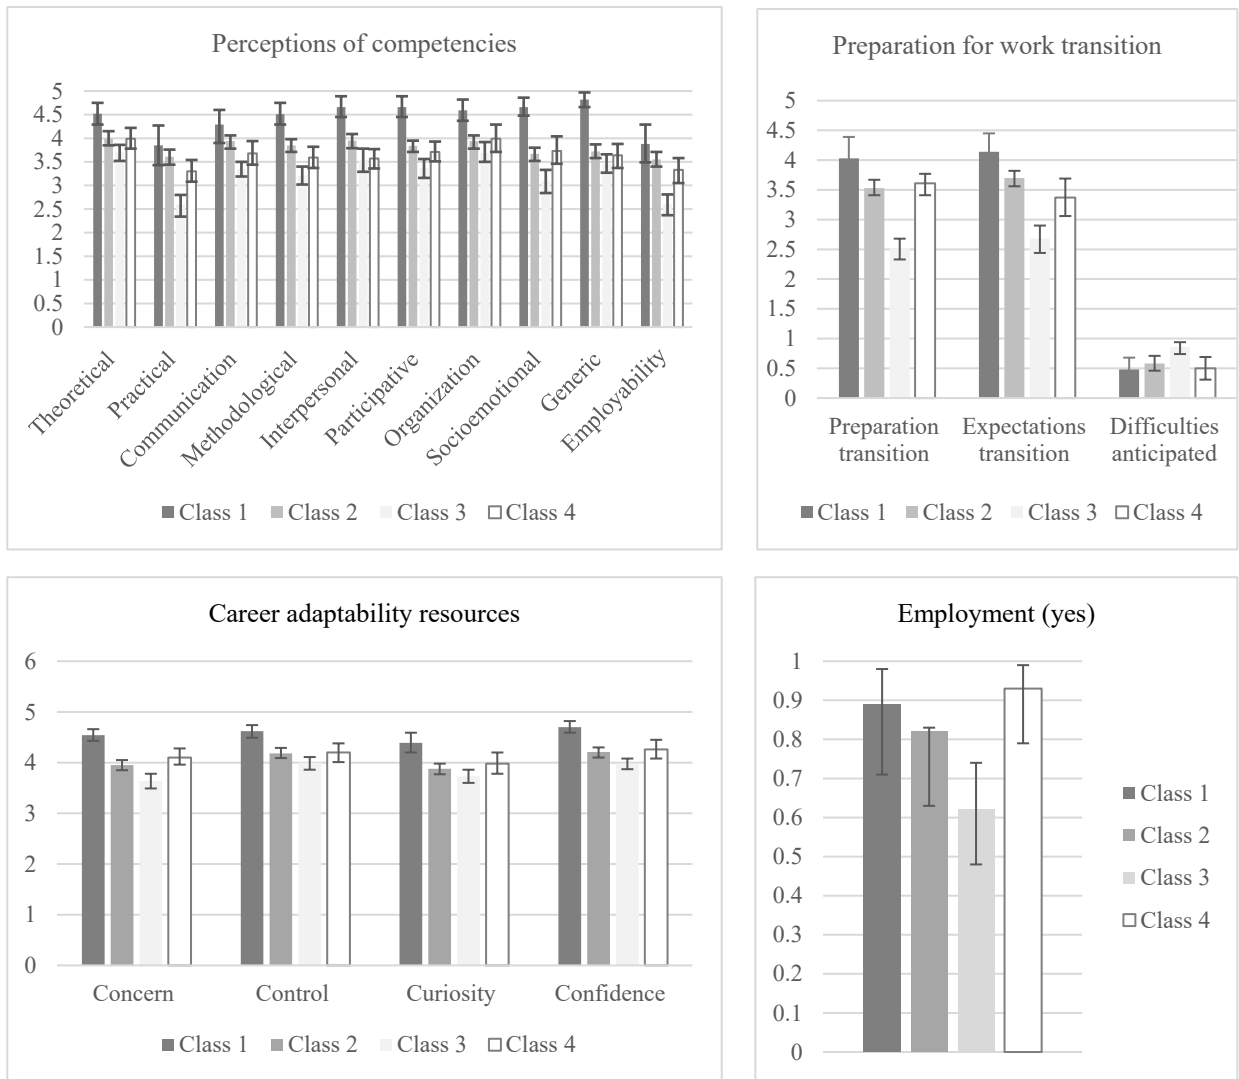 Perceptions of competencies
5
4.5
4
3.5
3
2.5
2
1.5
1
0.5
0
Theoretical
Practical
Communication
Methodological
Interpersonal
Participative
Organization
Socioemotional
Generic
Employability
Class 1 Class 2 Class 3 Class 4
Preparation for work transition
5
4.5
4
3.5
3
2.5
2
1.5
1
0.5
0
Preparation transition
Expectations transition
Difficulties anticipated
Class 1 Class 2 Class 3 Class 4
Career adaptability resources
6
5
4
3
2
1
0
Concern Control Curiosity Confidence
Class 1 Class 2 Class 3 Class 4
Employment (yes)
1
0.9
0.8
0.7
0.6
0.5
0.4
0.3
0.2
0.1
0
Class 1
Class 2
Class 3
Class 4